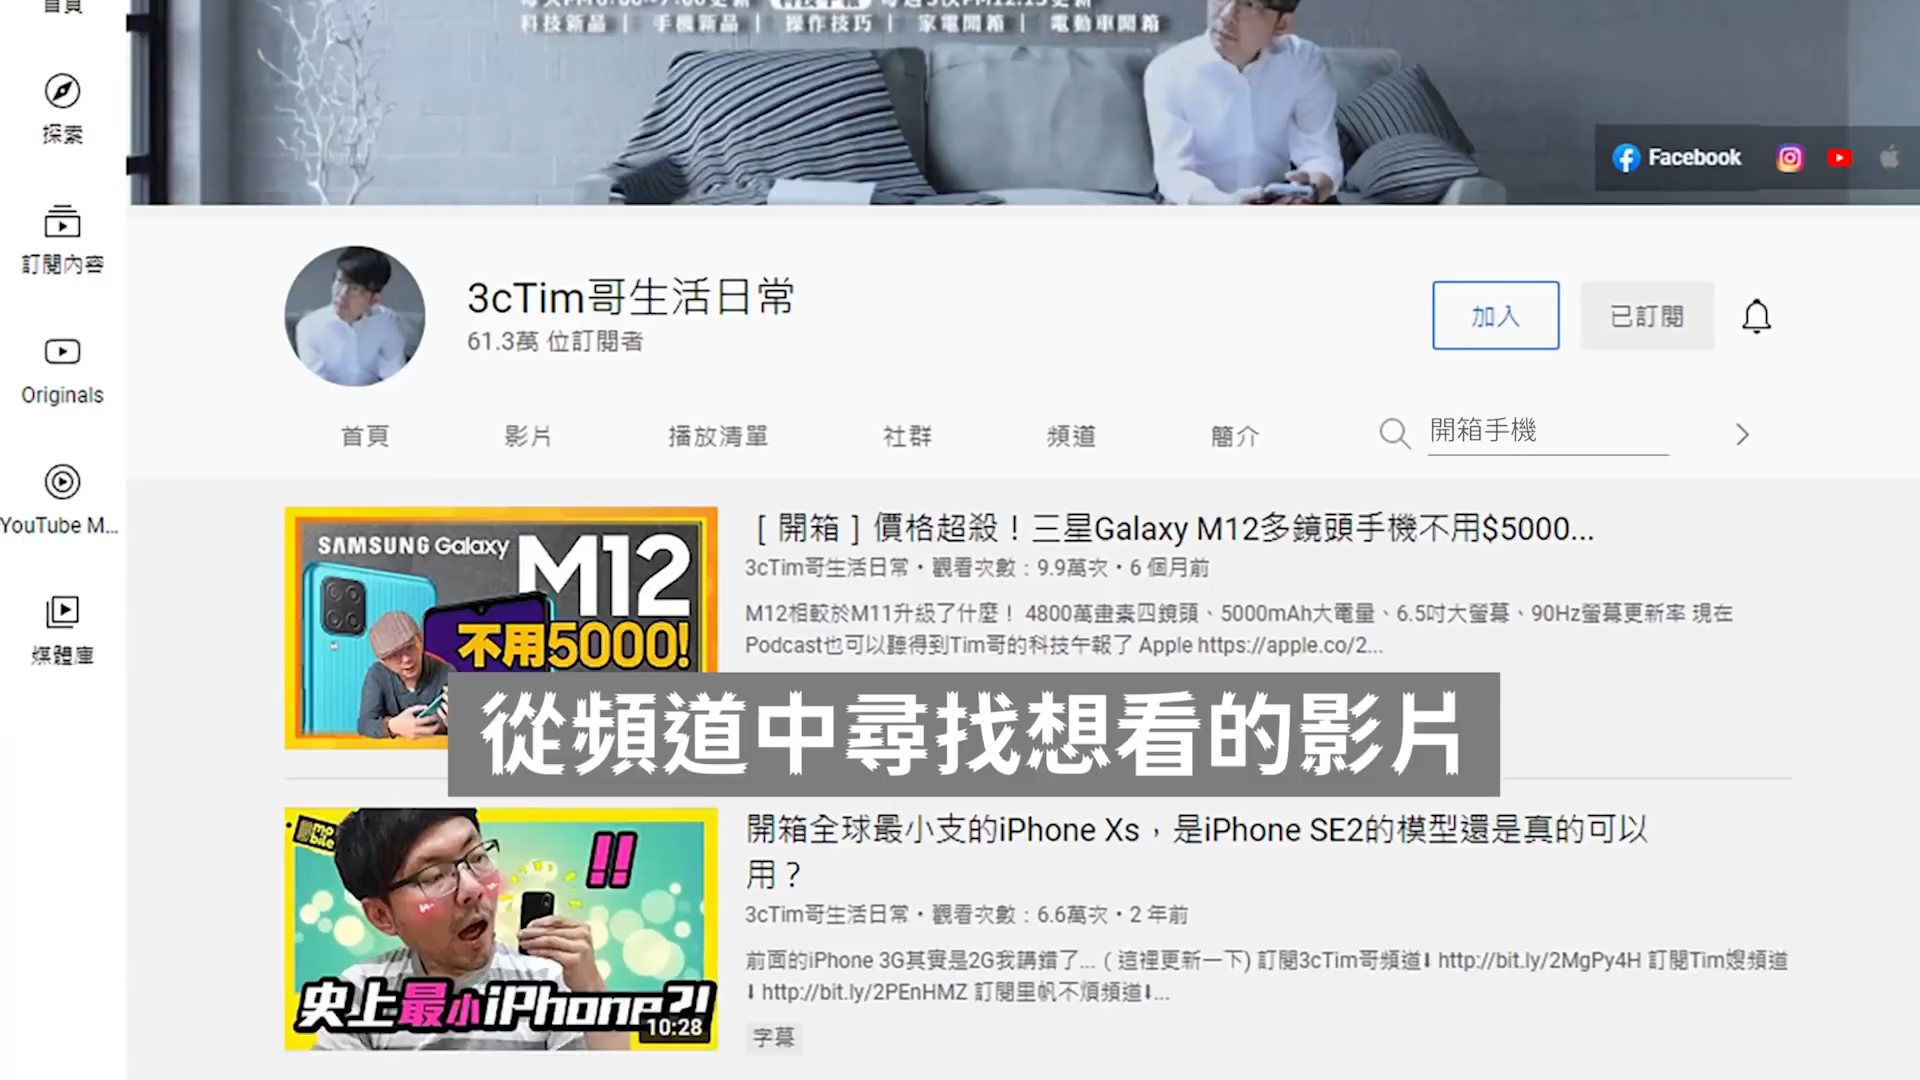 首頁
科技新品 | 手機新品 | 操作技巧 | 家電開箱 | 電動車開箱
探索
Facebook
訂閱內容
3cTim哥生活日常
61.3萬 位訂閱者
加入
已訂閱
Originals
首頁
影片
播放清單
社群
頻道
簡介
開箱手機
YouTube M...
媒體庫
SAMSUNG Galaxy M12
不用5000!
[ 開箱 ] 價格超殺！三星Galaxy M12多鏡頭手機不用$5000...
3cTim哥生活日常・觀看次數：9.9萬次・6 個月前
M12相較於M11升級了什麼！ 4800萬畫素四鏡頭、5000mAh大電量、6.5吋大螢幕、90Hz螢幕更新率 現在
Podcast也可以聽得到Tim哥的科技午報了 Apple https://apple.co/2...
從頻道中尋找想看的影片
mobile
!!
史上最小iPhone?!
10:28
開箱全球最小支的iPhone Xs，是iPhone SE2的模型還是真的可以
用？
3cTim哥生活日常・觀看次數：6.6萬次・2 年前
前面的iPhone 3G其實是2G我講錯了... ( 這裡更新一下) 訂閱3cTim哥頻道⬇ http://bit.ly/2MgPy4H 訂閱Tim嫂頻道
⬇ http://bit.ly/2PEnHMZ 訂閱里帆不煩頻道⬇...
字幕